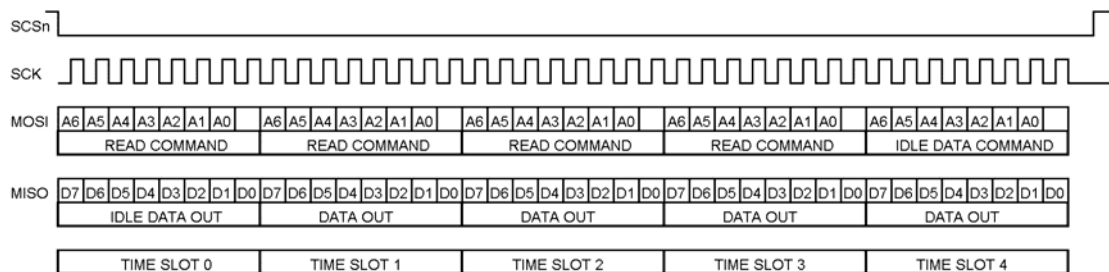 SCSn
SCK
MOSI A6 A5 A4 A3 A2 A1 A0 A6 A5 A4 A3 A2 A1 A0 A6 A5 A4 A3 A2 A1 A0 A6 A5 A4 A3 A2 A1 A0 A6 A5 A4 A3 A2 A1 A0
READ COMMAND READ COMMAND READ COMMAND READ COMMAND IDLE DATA COMMAND
MISO D7 D6 D5 D4 D3 D2 D1 D0 D7 D6 D5 D4 D3 D2 D1 D0 D7 D6 D5 D4 D3 D2 D1 D0 D7 D6 D5 D4 D3 D2 D1 D0 D7 D6 D5 D4 D3 D2 D1 D0
IDLE DATA OUT DATA OUT DATA OUT DATA OUT DATA OUT
TIME SLOT 0 TIME SLOT 1 TIME SLOT 2 TIME SLOT 3 TIME SLOT 4